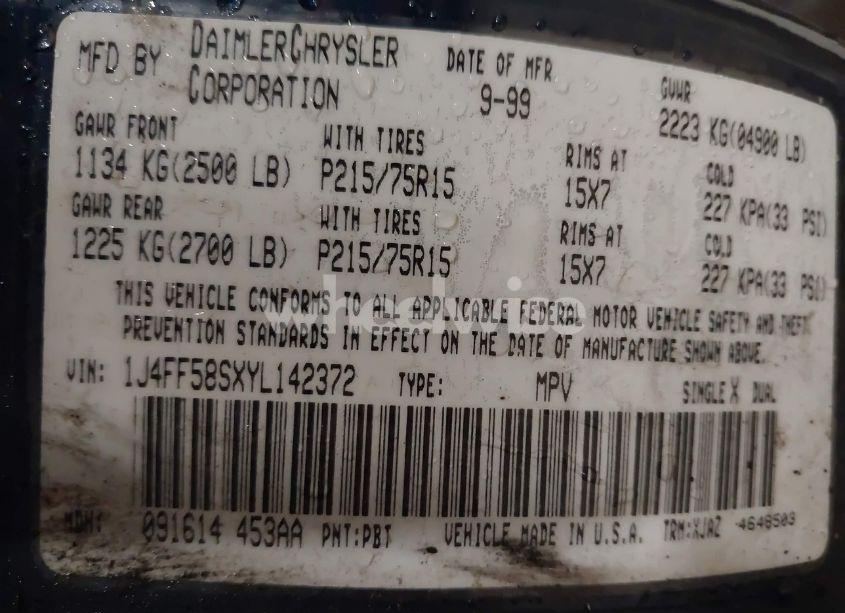 MFD BY DAIMLERCHRYSLER CORPORATION DATE OF MFR 9-99 GVWR 2223 KG(04900 LB)
GAWR FRONT WITH TIRES RIMS AT COLD
1134 KG(2500 LB) P215/75R15 15X7 227 KPA(33 PSI)
GAWR REAR WITH TIRES RIMS AT COLD
1225 KG(2700 LB) P215/75R15 15X7 227 KPA(33 PSI)
THIS VEHICLE CONFORMS TO ALL APPLICABLE FEDERAL MOTOR VEHICLE SAFETY AND THEFT
PREVENTION STANDARDS IN EFFECT ON THE DATE OF MANUFACTURE SHOWN ABOVE.
VIN: 1J4FF58SXYL142372 TYPE: MPV SINGLE X DUAL
MDH: 091614 453AA PNT:PBT VEHICLE MADE IN U.S.A. TRM:XJAZ 4648503